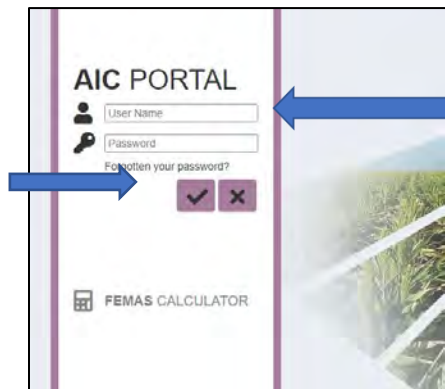 AIC PORTAL
User Name
Password
Forgotten your password?
FEMAS CALCULATOR